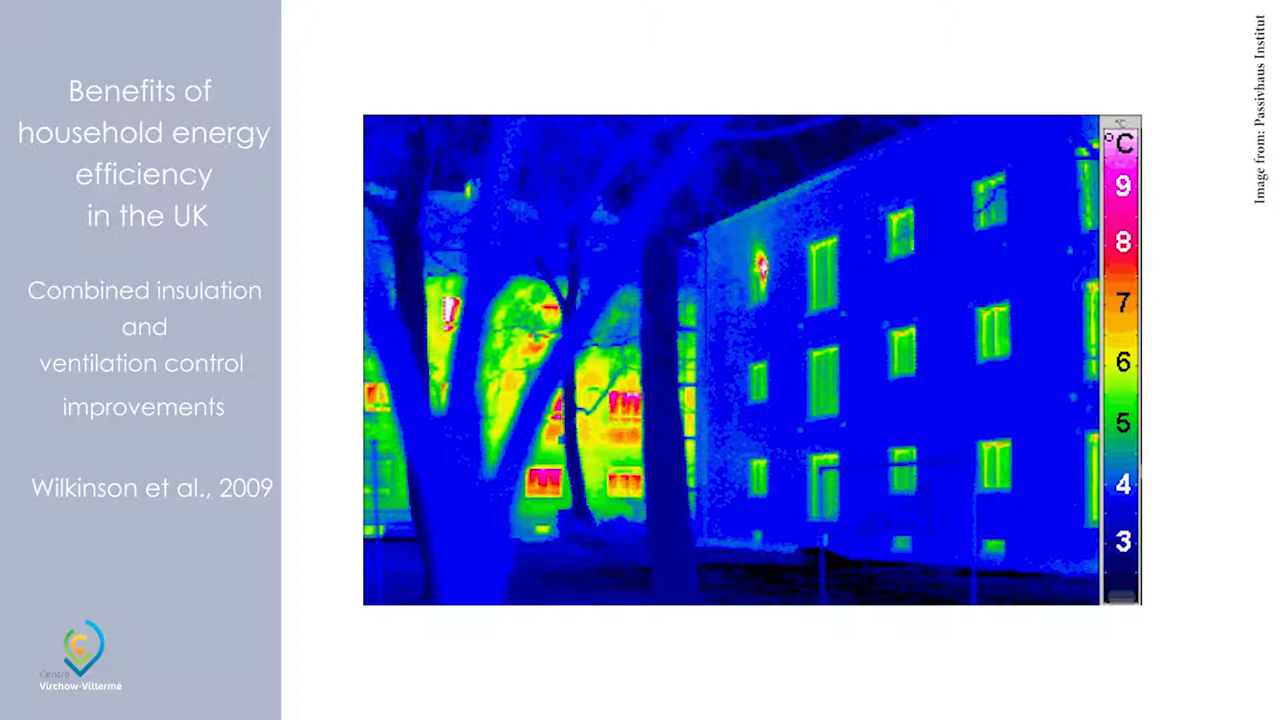 Benefits of
household energy
efficiency
in the UK
Combined insulation
and
ventilation control
improvements
Wilkinson et al., 2009
Centre
Virchow-Villermé
°C
°C
9
8
7
6
5
4
3
Image from: Passivhaus Institut